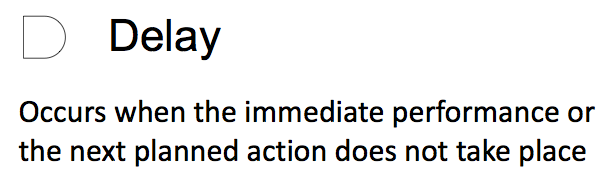 Delay
Occurs when the immediate performance or
the next planned action does not take place